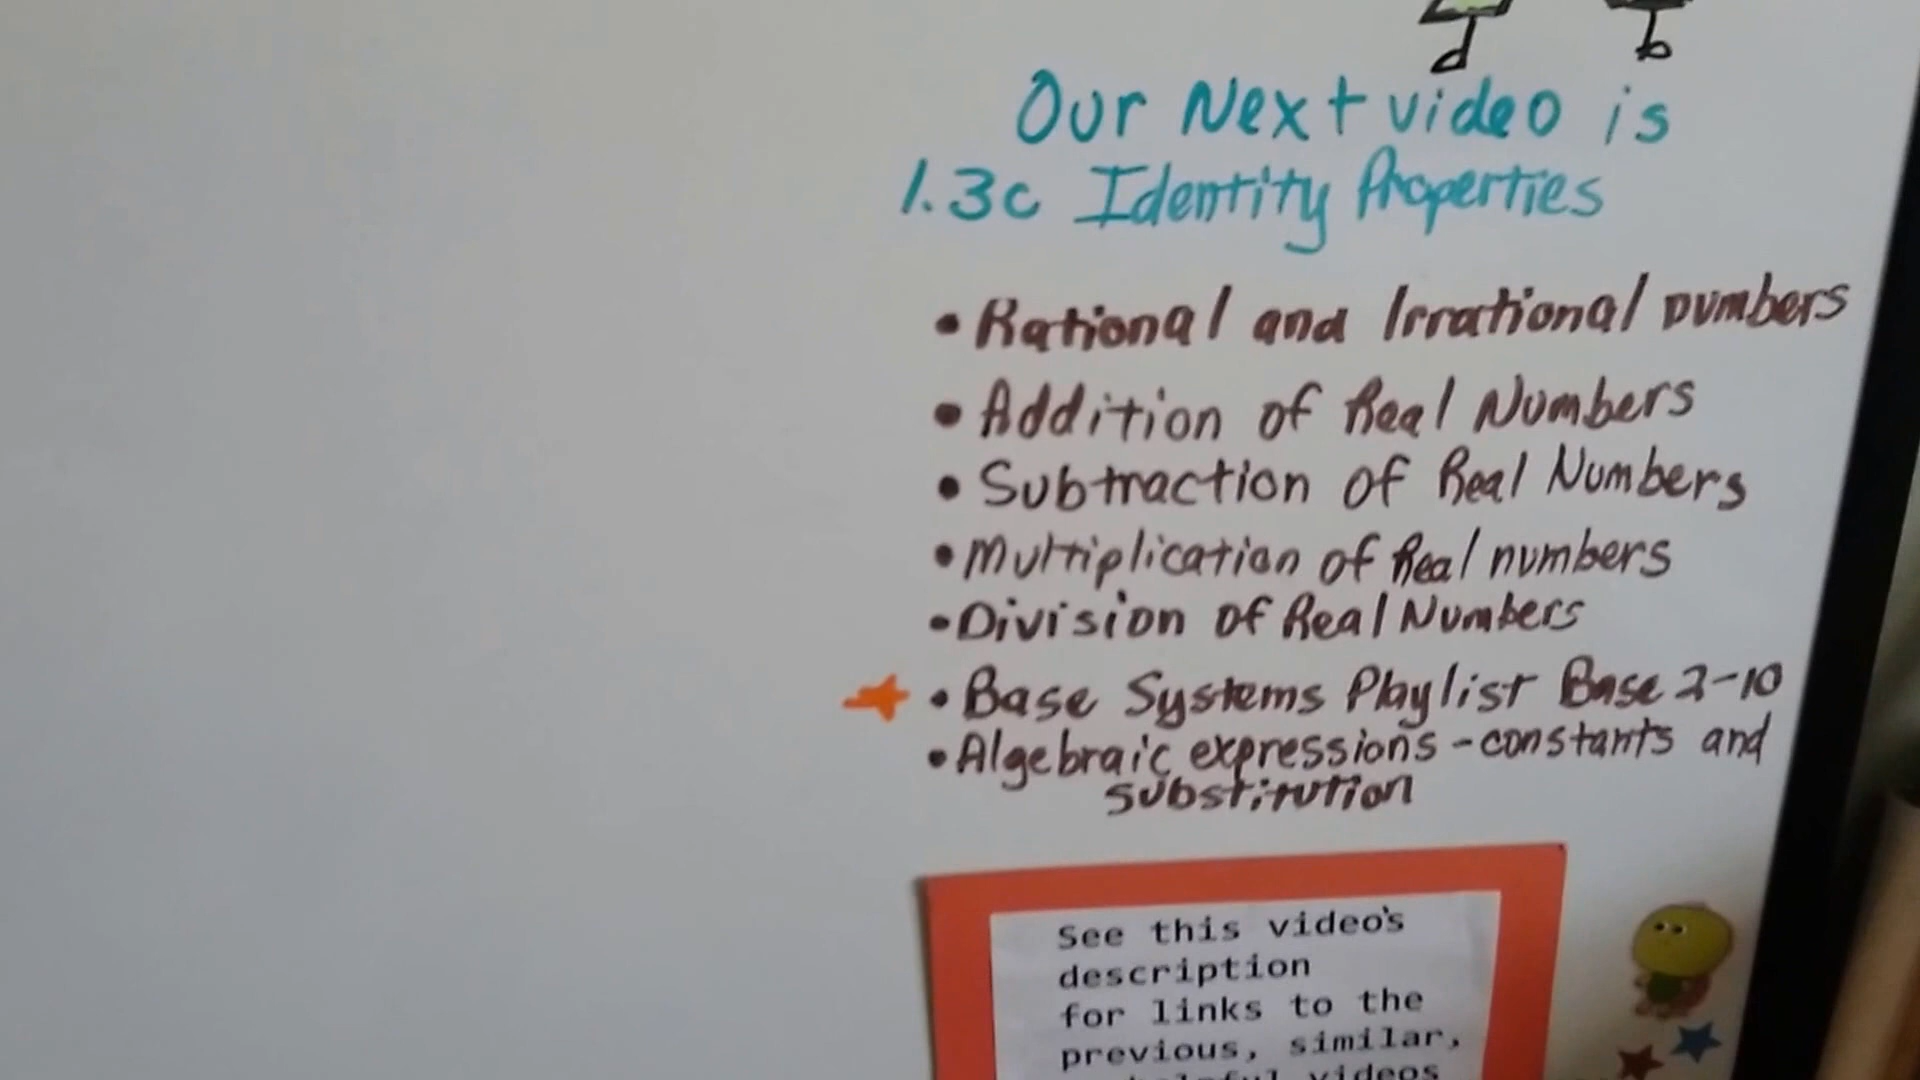 d b
Our Next video is
1.3c Identity Properties
• Rational and Irrational numbers
• Addition of Real Numbers
• Subtraction of Real Numbers
• Multiplication of Real numbers
• Division of Real Numbers
• Base Systems Playlist Base 2-10
• Algebraic expressions - constants and
substitution
See this video's
description
for links to the
previous, similar,
videos